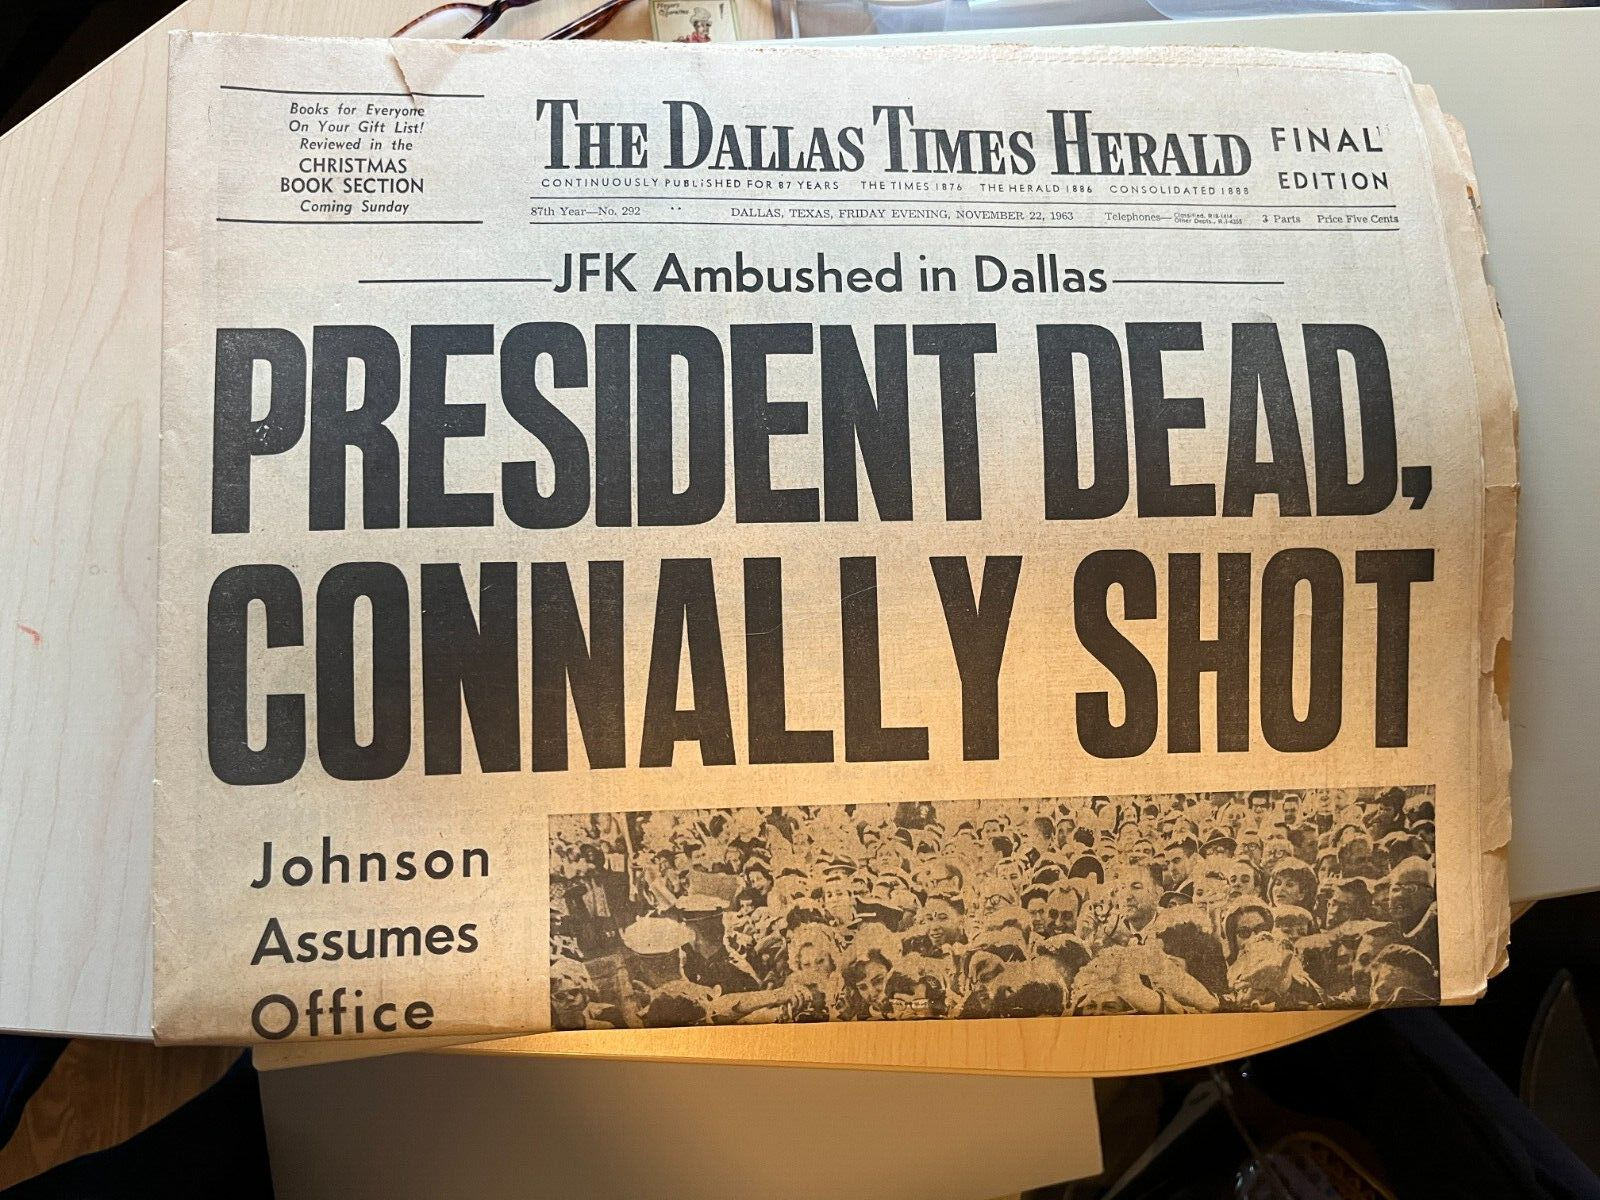 Books for Everyone
On Your Gift List!
Reviewed in the
CHRISTMAS
BOOK SECTION
Coming Sunday
THE DALLAS TIMES HERALD
FINAL
EDITION
CONTINUOUSLY PUBLISHED FOR 87 YEARS THE TIMES 1876 THE HERALD 1886 CONSOLIDATED 1888
87th Year—No. 292 DALLAS, TEXAS, FRIDAY EVENING, NOVEMBER 22, 1963 Telephones— 3 Parts Price Five Cents
JFK Ambushed in Dallas
PRESIDENT DEAD,
CONNALLY SHOT
Johnson
Assumes
Office